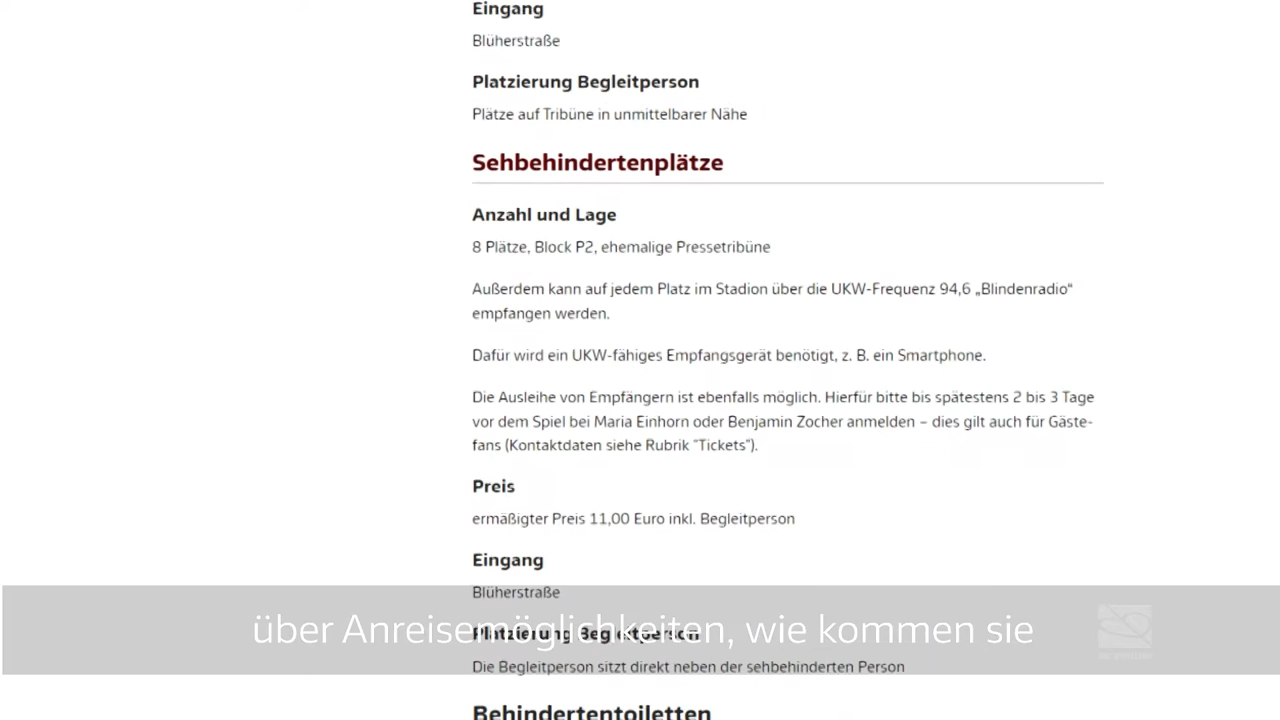 Eingang
Blüherstraße
Platzierung Begleitperson
Plätze auf Tribüne in unmittelbarer Nähe
Sehbehindertenplätze
Anzahl und Lage
8 Plätze, Block P2, ehemalige Pressetribüne
Außerdem kann auf jedem Platz im Stadion über die UKW-Frequenz 94,6 „Blindenradio“
empfangen werden.
Dafür wird ein UKW-fähiges Empfangsgerät benötigt, z. B. ein Smartphone.
Die Ausleihe von Empfängern ist ebenfalls möglich. Hierfür bitte bis spätestens 2 bis 3 Tage
vor dem Spiel bei Maria Einhorn oder Benjamin Zocher anmelden – dies gilt auch für Gäste-
fans (Kontaktdaten siehe Rubrik "Tickets").
Preis
ermäßigter Preis 11,00 Euro inkl. Begleitperson
Eingang
Blüherstraße
Platzierung Begleitperson
über Anreisemöglichkeiten, wie kommen sie
Die Begleitperson sitzt direkt neben der sehbehinderten Person
Behindertentoiletten